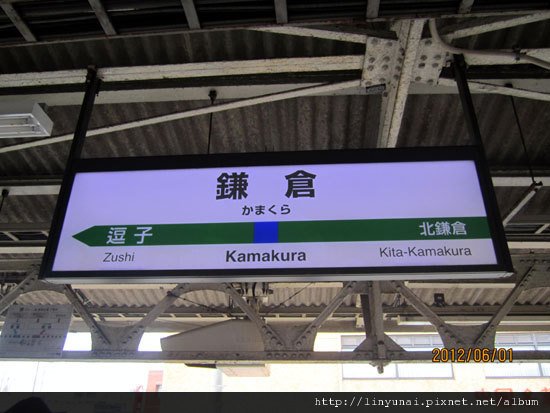 鎌倉
かまくら
逗子
北鎌倉
Zushi
Kamakura
Kita-Kamakura
2012/06/01
http://linyunai.pixnet.net/album